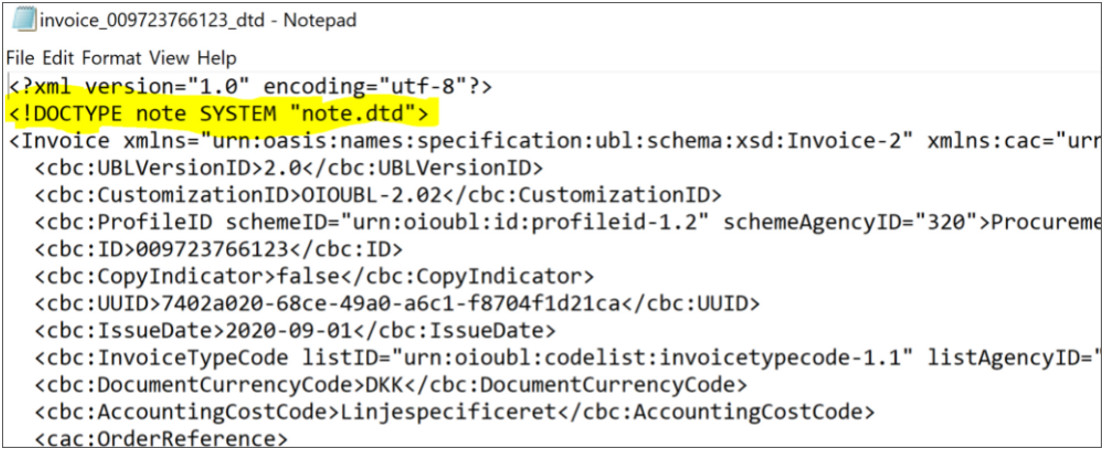 invoice_009723766123_dtd - Notepad
File Edit Format View Help
<?xml version="1.0" encoding="utf-8"?>
<!DOCTYPE note SYSTEM "note.dtd">
<Invoice xmlns="urn:oasis:names:specification:ubl:schema:xsd:Invoice-2" xmlns:cac="urr
<cbc:UBLVersionID>2.0</cbc:UBLVersionID>
<cbc:CustomizationID>OIOUBL-2.02</cbc:CustomizationID>
<cbc:ProfileID schemeID="urn:oioubl:id:profileid-1.2" schemeAgencyID="320">Procureme
<cbc:ID>009723766123</cbc:ID>
<cbc:CopyIndicator>false</cbc:CopyIndicator>
<cbc:UUID>7402a020-68ce-49a0-a6c1-f8704f1d21ca</cbc:UUID>
<cbc:IssueDate>2020-09-01</cbc:IssueDate>
<cbc:InvoiceTypeCode listID="urn:oioubl:codelist:invoicetypecode-1.1" listAgencyID="
<cbc:DocumentCurrencyCode>DKK</cbc:DocumentCurrencyCode>
<cbc:AccountingCostCode>Linjespecificeret</cbc:AccountingCostCode>
<cac:OrderReference>